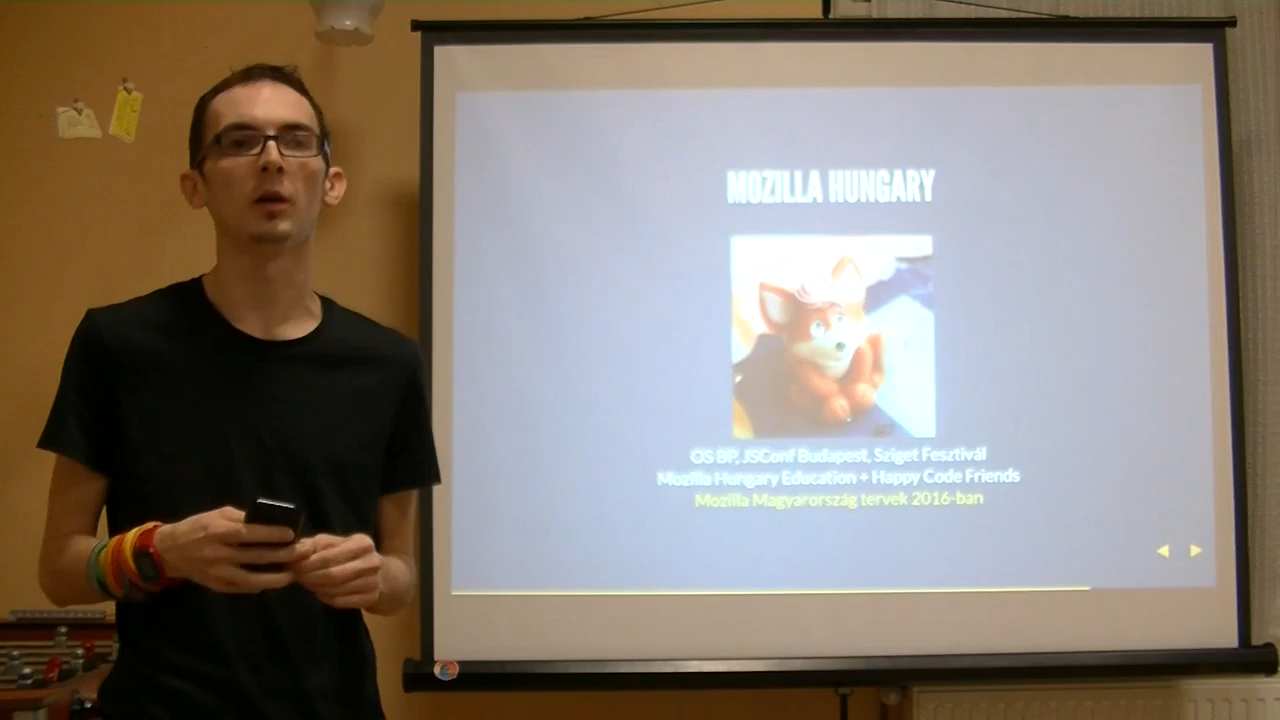 MOZILLA HUNGARY
OS BP, JSConf Budapest, Sziget Fesztivál
Mozilla Hungary Education + Happy Code Friends
Mozilla Magyarország tervek 2016-ban